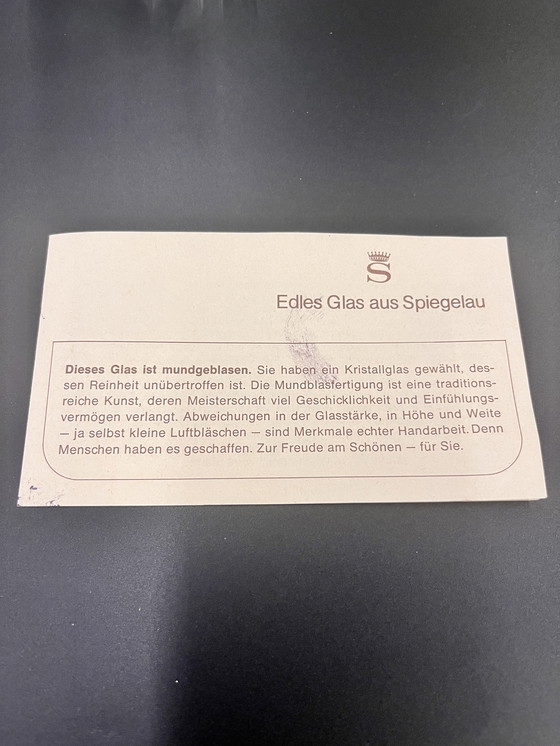 S
Edles Glas aus Spiegelau
Dieses Glas ist mundgeblasen. Sie haben ein Kristallglas gewählt, des-
sen Reinheit unübertroffen ist. Die Mundblasfertigung ist eine traditions-
reiche Kunst, deren Meisterschaft viel Geschicklichkeit und Einfühlungs-
vermögen verlangt. Abweichungen in der Glasstärke, in Höhe und Weite
— ja selbst kleine Luftbläschen — sind Merkmale echter Handarbeit. Denn
Menschen haben es geschaffen. Zur Freude am Schönen — für Sie.